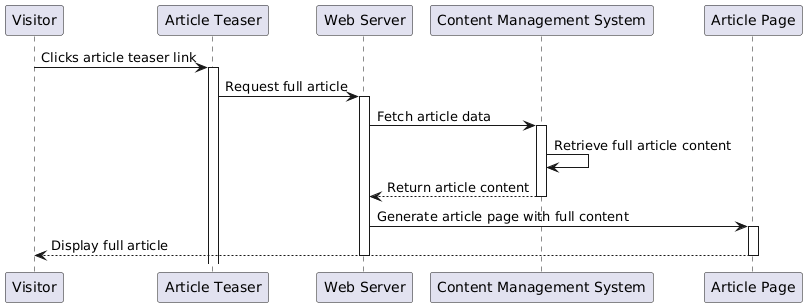 Visitor
Article Teaser
Web Server
Content Management System
Article Page
Clicks article teaser link
Request full article
Fetch article data
Retrieve full article content
Return article content
Generate article page with full content
Display full article
Visitor
Article Teaser
Web Server
Content Management System
Article Page